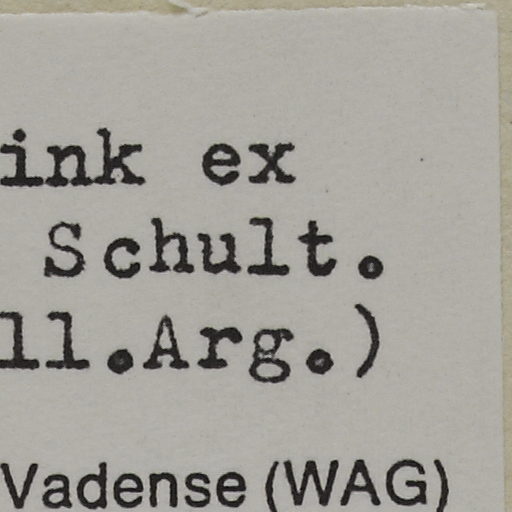 ink ex
Schult.
ll.Arg.)
Vadense (WAG)